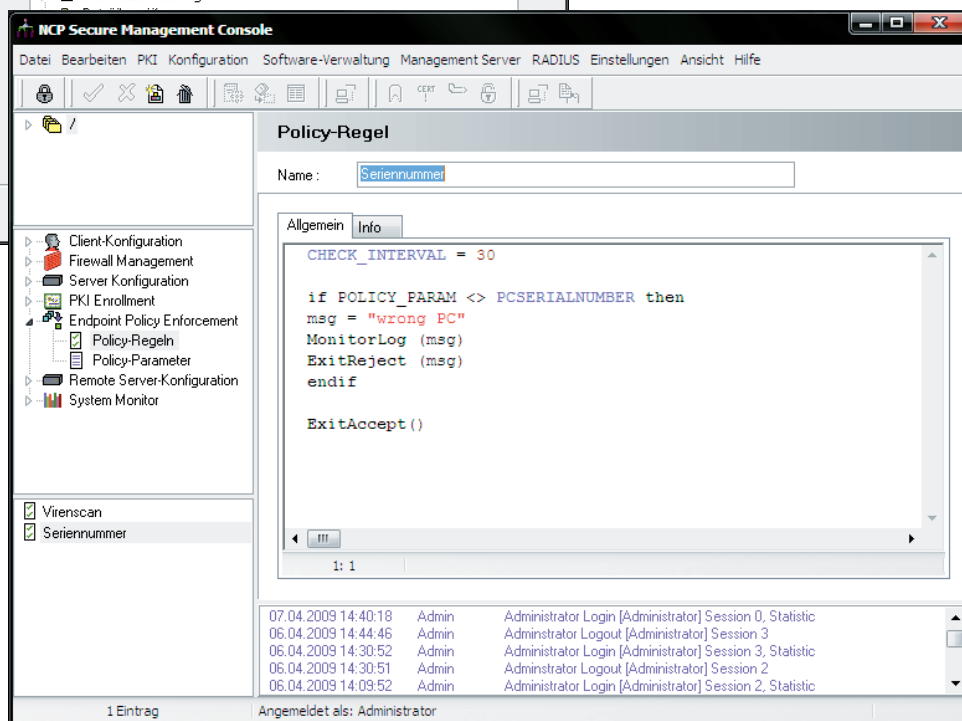 NCP Secure Management Console
Datei Bearbeiten PKI Konfiguration Software-Verwaltung Management Server RADIUS Einstellungen Ansicht Hilfe
CERT
/
Policy-Regel
Name :
Seriennummer
Client-Konfiguration
Firewall Management
Server Konfiguration
PKI Enrollment
Endpoint Policy Enforcement
Policy-Regeln
Policy-Parameter
Remote Server-Konfiguration
System Monitor
Virenscan
Seriennummer
Allgemein Info
CHECK_INTERVAL = 30
if POLICY_PARAM <> PCSERIALNUMBER then
msg = "wrong PC"
MonitorLog (msg)
ExitReject (msg)
endif
ExitAccept()
1: 1
07.04.2009 14:40:18 Admin Administrator Login [Administrator] Session 0, Statistic
06.04.2009 14:44:46 Admin Adminstrator Logout [Administrator] Session 3
06.04.2009 14:30:52 Admin Administrator Login [Administrator] Session 3, Statistic
06.04.2009 14:30:51 Admin Adminstrator Logout [Administrator] Session 2
06.04.2009 14:09:52 Admin Administrator Login [Administrator] Session 2, Statistic
1 Eintrag
Angemeldet als: Administrator